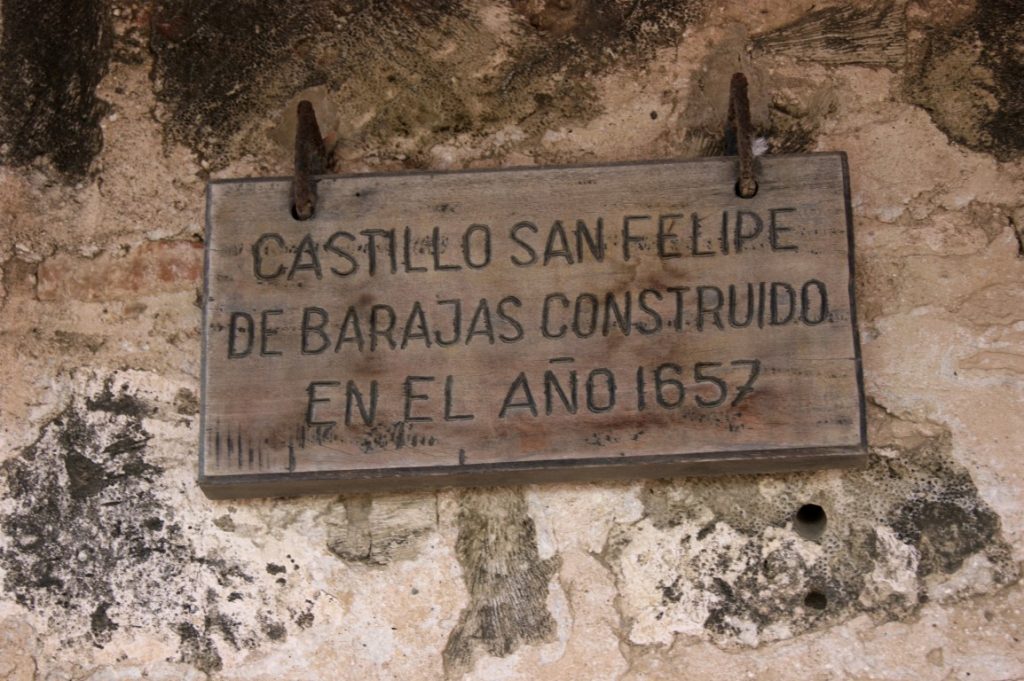 CASTILLO SAN FELIPE
DE BARAJAS CONSTRUIDO
EN EL AÑO 1657